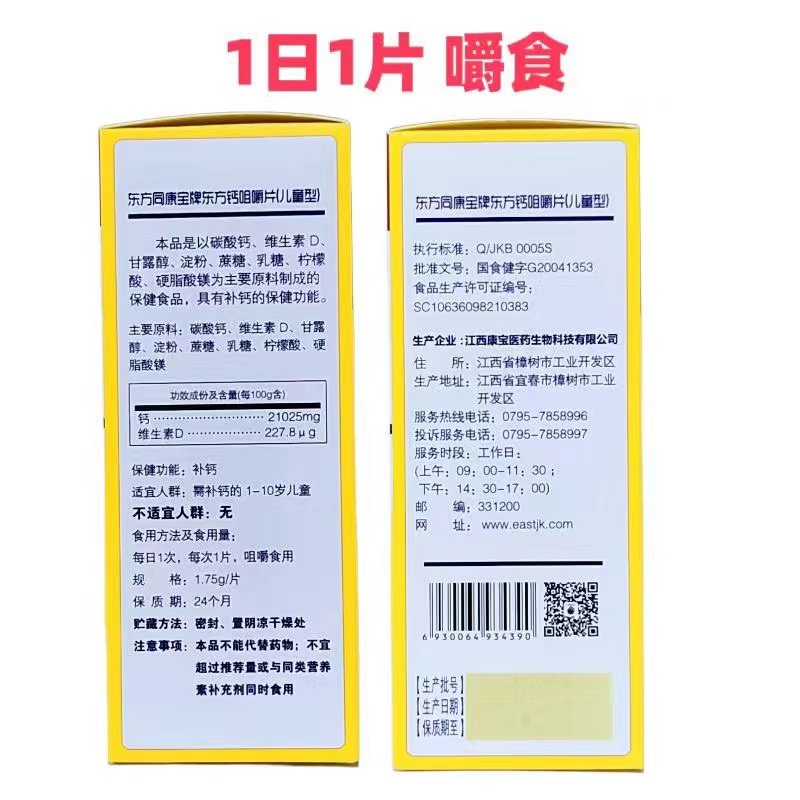 1日1片 嚼食
东方同康宝牌东方钙咀嚼片(儿童型)
本品是以碳酸钙、维生素 D、
甘露醇、淀粉、蔗糖、乳糖、柠檬
酸、硬脂酸镁为主要原料制成的
保健食品，具有补钙的保健功能。
主要原料：碳酸钙、维生素 D、甘露
醇、淀粉、蔗糖、乳糖、柠檬酸、硬
脂酸镁
功效成份及含量(每100g含)
钙 ························ 21025mg
维生素D ················ 227.8μg
保健功能：补钙
适宜人群：需补钙的 1-10岁儿童
不适宜人群：无
食用方法及食用量：
每日1次，每次1片，咀嚼食用
规 格：1.75g/片
保 质 期：24个月
贮藏方法：密封、置阴凉干燥处
注意事项：本品不能代替药物；不宜
超过推荐量或与同类营养
素补充剂同时食用
东方同康宝牌东方钙咀嚼片(儿童型)
执行标准：Q/JKB 0005S
批准文号：国食健字G20041353
食品生产许可证编号：
SC10636098210383
生产企业：江西康宝医药生物科技有限公司
住 所：江西省樟树市工业开发区
生产地址：江西省宜春市樟树市工业
开发区
服务热线电话：0795-7858996
投诉服务电话：0795-7858997
服务时段：工作日：
(上午：09：00-11：30；
下午：14：30-17：00)
邮 编：331200
网 址：www.eastjk.com
6 930064 934390
【生产批号】
【生产日期】
【保质期至】